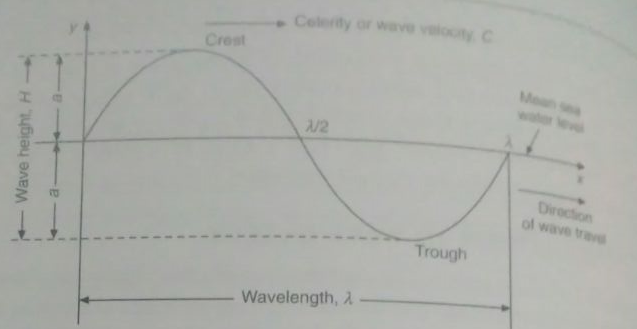 y
Celerity or wave velocity, C
Crest
Wave height, H
a
a
λ/2
Mean sea
water level
λ
x
Direction
of wave travel
Trough
Wavelength, λ